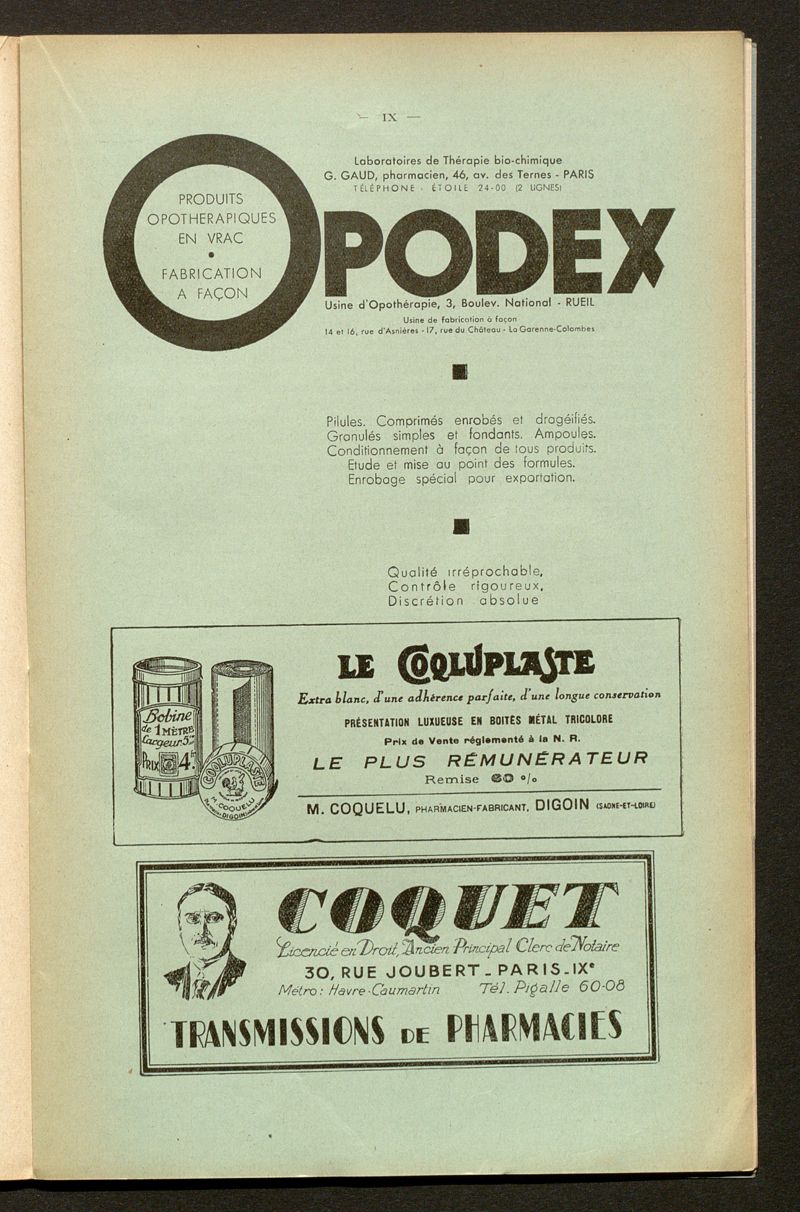 — IX —
Laboratoires de Thérapie bio-chimique
G. GAUD, pharmacien, 46, av. des Ternes - PARIS
TÉLÉPHONE · ÉTOILE 24-00 (2 LIGNES)
OPODEX
PRODUITS
OPOTHERAPIQUES
EN VRAC
•
FABRICATION
A FAÇON
Usine d'Opothérapie, 3, Boulev. National - RUEIL
Usine de fabrication à façon
14 et 16, rue d'Asnières - 17, rue du Château - La Garenne-Colombes
Pilules. Comprimés enrobés et dragéifiés.
Granulés simples et fondants. Ampoules.
Conditionnement à façon de tous produits.
Etude et mise au point des formules.
Enrobage spécial pour exportation.
Qualité irréprochable,
Contrôle rigoureux,
Discrétion absolue
LE COQLUPLASTE
Extra blanc, d'une adhérence parfaite, d'une longue conservation
PRÉSENTATION LUXUEUSE EN BOITES MÉTAL TRICOLORE
Prix de Vente réglementé à la N. R.
LE PLUS RÉMUNÉRATEUR
Remise 60 %
M. COQUELU, PHARMACIEN-FABRICANT, DIGOIN (SAONE-ET-LOIRE)
Bobine
de 1 MÈTRE
Largeur 5
PRIX 4
COQLUPLASTE
M. COQUELU
DIGOIN
COQUET
Licencié en Droit, Ancien Principal Clerc de Notaire
30, RUE JOUBERT - PARIS-IXe
Métro : Havre-Caumartin Tél. Pigalle 60-08
TRANSMISSIONS DE PHARMACIES